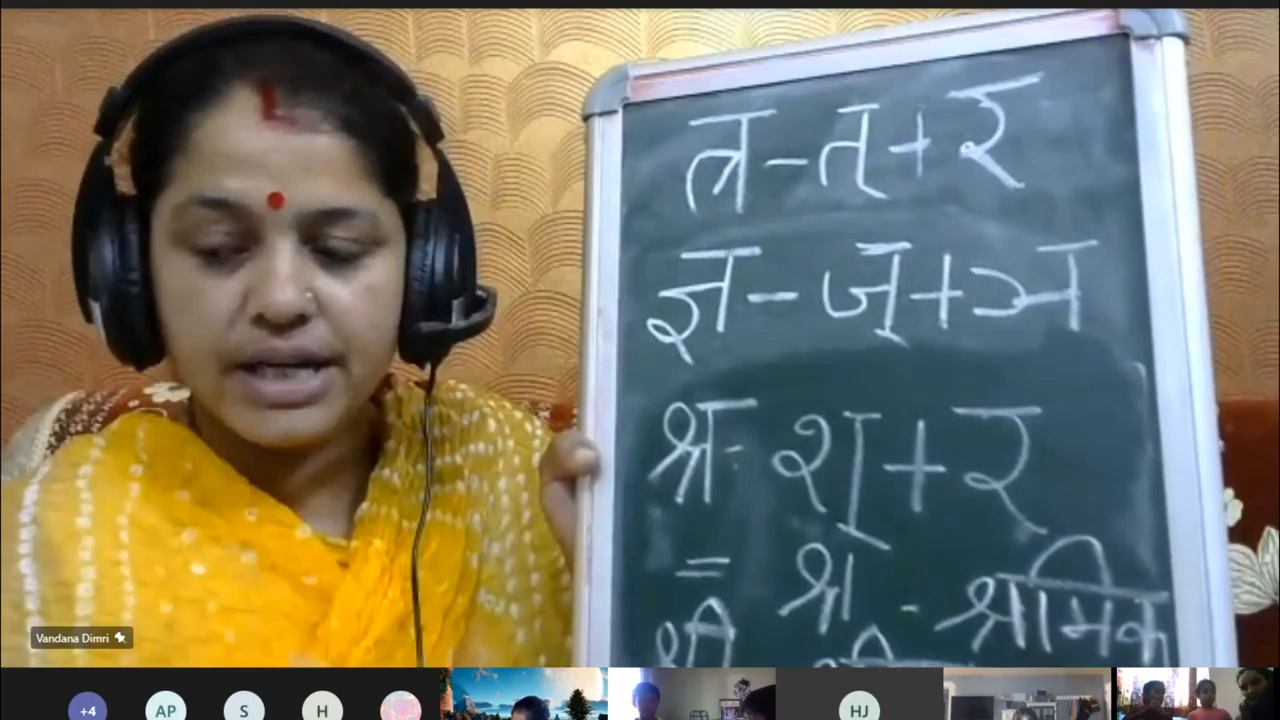 त्र - त् + र
ज्ञ - ज् + ञ
श्र - श् + र
= श्र - श्रमिक
श्री
Vandana Dimri
+4 AP S H HJ